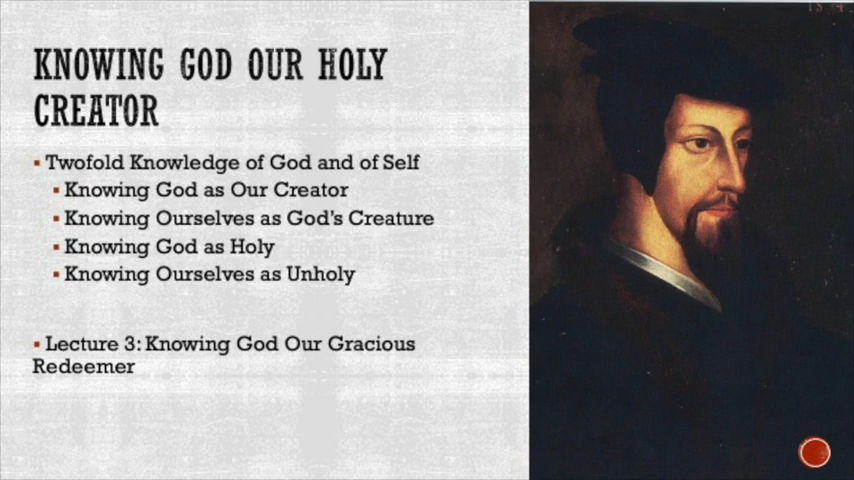 KNOWING GOD OUR HOLY
CREATOR
Twofold Knowledge of God and of Self
Knowing God as Our Creator
Knowing Ourselves as God's Creature
Knowing God as Holy
Knowing Ourselves as Unholy
Lecture 3: Knowing God Our Gracious
Redeemer